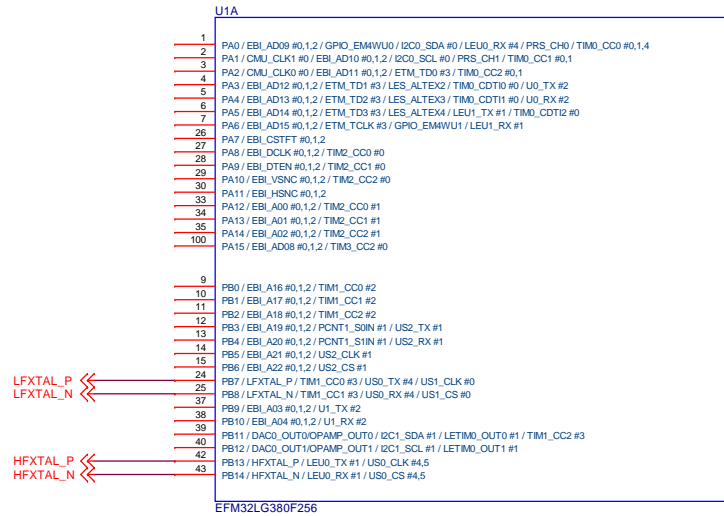 U1A
1 PA0 / EBI_AD09 #0,1,2 / GPIO_EM4WU0 / I2C0_SDA #0 / LEU0_RX #4 / PRS_CH0 / TIM0_CC0 #0,1,4
2 PA1 / CMU_CLK1 #0 / EBI_AD10 #0,1,2 / I2C0_SCL #0 / PRS_CH1 / TIM0_CC1 #0,1
3 PA2 / CMU_CLK0 #0 / EBI_AD11 #0,1,2 / ETM_TD0 #3 / TIM0_CC2 #0,1
4 PA3 / EBI_AD12 #0,1,2 / ETM_TD1 #3 / LES_ALTEX2 / TIM0_CDTI0 #0 / U0_TX #2
5 PA4 / EBI_AD13 #0,1,2 / ETM_TD2 #3 / LES_ALTEX3 / TIM0_CDTI1 #0 / U0_RX #2
6 PA5 / EBI_AD14 #0,1,2 / ETM_TD3 #3 / LES_ALTEX4 / LEU1_TX #1 / TIM0_CDTI2 #0
7 PA6 / EBI_AD15 #0,1,2 / ETM_TCLK #3 / GPIO_EM4WU1 / LEU1_RX #1
26 PA7 / EBI_CSTFT #0,1,2
27 PA8 / EBI_DCLK #0,1,2 / TIM2_CC0 #0
28 PA9 / EBI_DTEN #0,1,2 / TIM2_CC1 #0
29 PA10 / EBI_VSNC #0,1,2 / TIM2_CC2 #0
30 PA11 / EBI_HSNC #0,1,2
33 PA12 / EBI_A00 #0,1,2 / TIM2_CC0 #1
34 PA13 / EBI_A01 #0,1,2 / TIM2_CC1 #1
35 PA14 / EBI_A02 #0,1,2 / TIM2_CC2 #1
100 PA15 / EBI_AD08 #0,1,2 / TIM3_CC2 #0
9 PB0 / EBI_A16 #0,1,2 / TIM1_CC0 #2
10 PB1 / EBI_A17 #0,1,2 / TIM1_CC1 #2
11 PB2 / EBI_A18 #0,1,2 / TIM1_CC2 #2
12 PB3 / EBI_A19 #0,1,2 / PCNT1_S0IN #1 / US2_TX #1
13 PB4 / EBI_A20 #0,1,2 / PCNT1_S1IN #1 / US2_RX #1
14 PB5 / EBI_A21 #0,1,2 / US2_CLK #1
15 PB6 / EBI_A22 #0,1,2 / US2_CS #1
LFXTAL_P 24 PB7 / LFXTAL_P / TIM1_CC0 #3 / US0_TX #4 / US1_CLK #0
LFXTAL_N 25 PB8 / LFXTAL_N / TIM1_CC1 #3 / US0_RX #4 / US1_CS #0
37 PB9 / EBI_A03 #0,1,2 / U1_TX #2
38 PB10 / EBI_A04 #0,1,2 / U1_RX #2
39 PB11 / DAC0_OUT0/OPAMP_OUT0 / I2C1_SDA #1 / LETIM0_OUT0 #1 / TIM1_CC2 #3
40 PB12 / DAC0_OUT1/OPAMP_OUT1 / I2C1_SCL #1 / LETIM0_OUT1 #1
HFXTAL_P 42 PB13 / HFXTAL_P / LEU0_TX #1 / US0_CLK #4,5
HFXTAL_N 43 PB14 / HFXTAL_N / LEU0_RX #1 / US0_CS #4,5
EFM32LG380F256